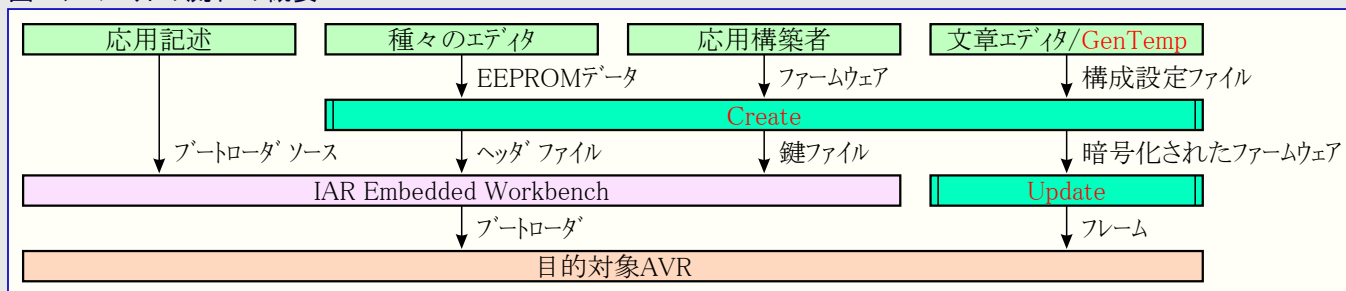 応用記述 種々のエディタ 応用構築者 文章エディタ/GenTemp
EEPROMデータ ファームウェア 構成設定ファイル
Create
ブートローダ ソース ヘッダ ファイル 鍵ファイル 暗号化されたファームウェア
IAR Embedded Workbench Update
ブートローダ フレーム
目的対象AVR